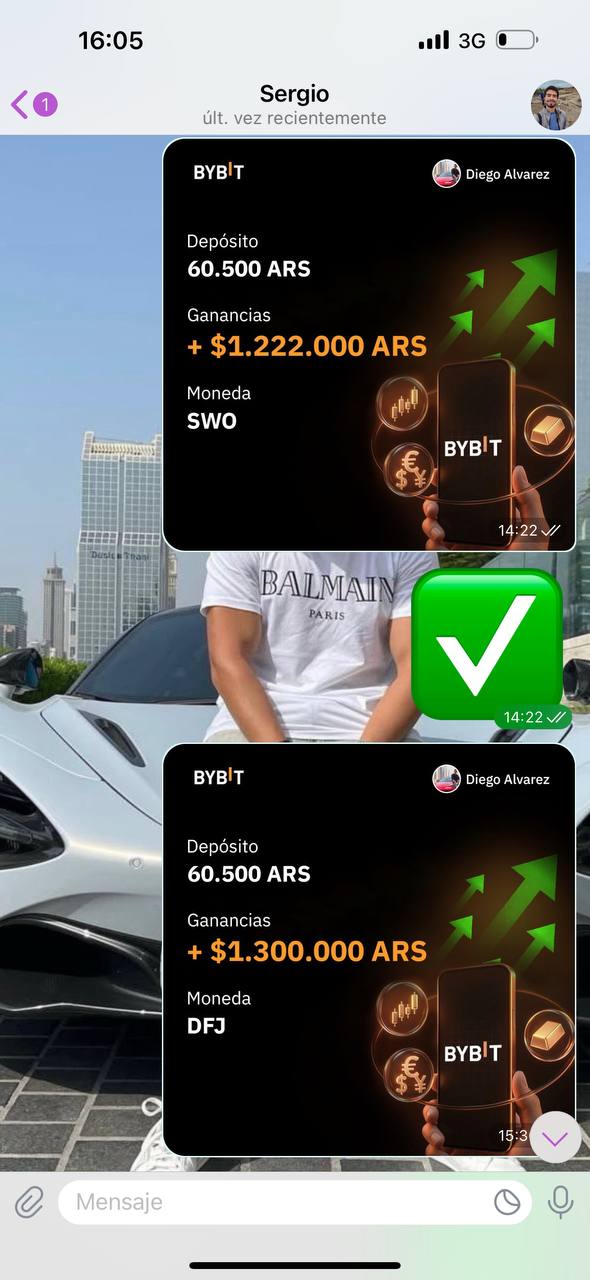 16:05
3G
1
Sergio
últ. vez recientemente
BYBIT
Diego Alvarez
Depósito
60.500 ARS
Ganancias
+ $1.222.000 ARS
Moneda
SWO
BYBIT
14:22
BALMAIN
PARIS
14:22
BYBIT
Diego Alvarez
Depósito
60.500 ARS
Ganancias
+ $1.300.000 ARS
Moneda
DFJ
BYBIT
15:3
Mensaje